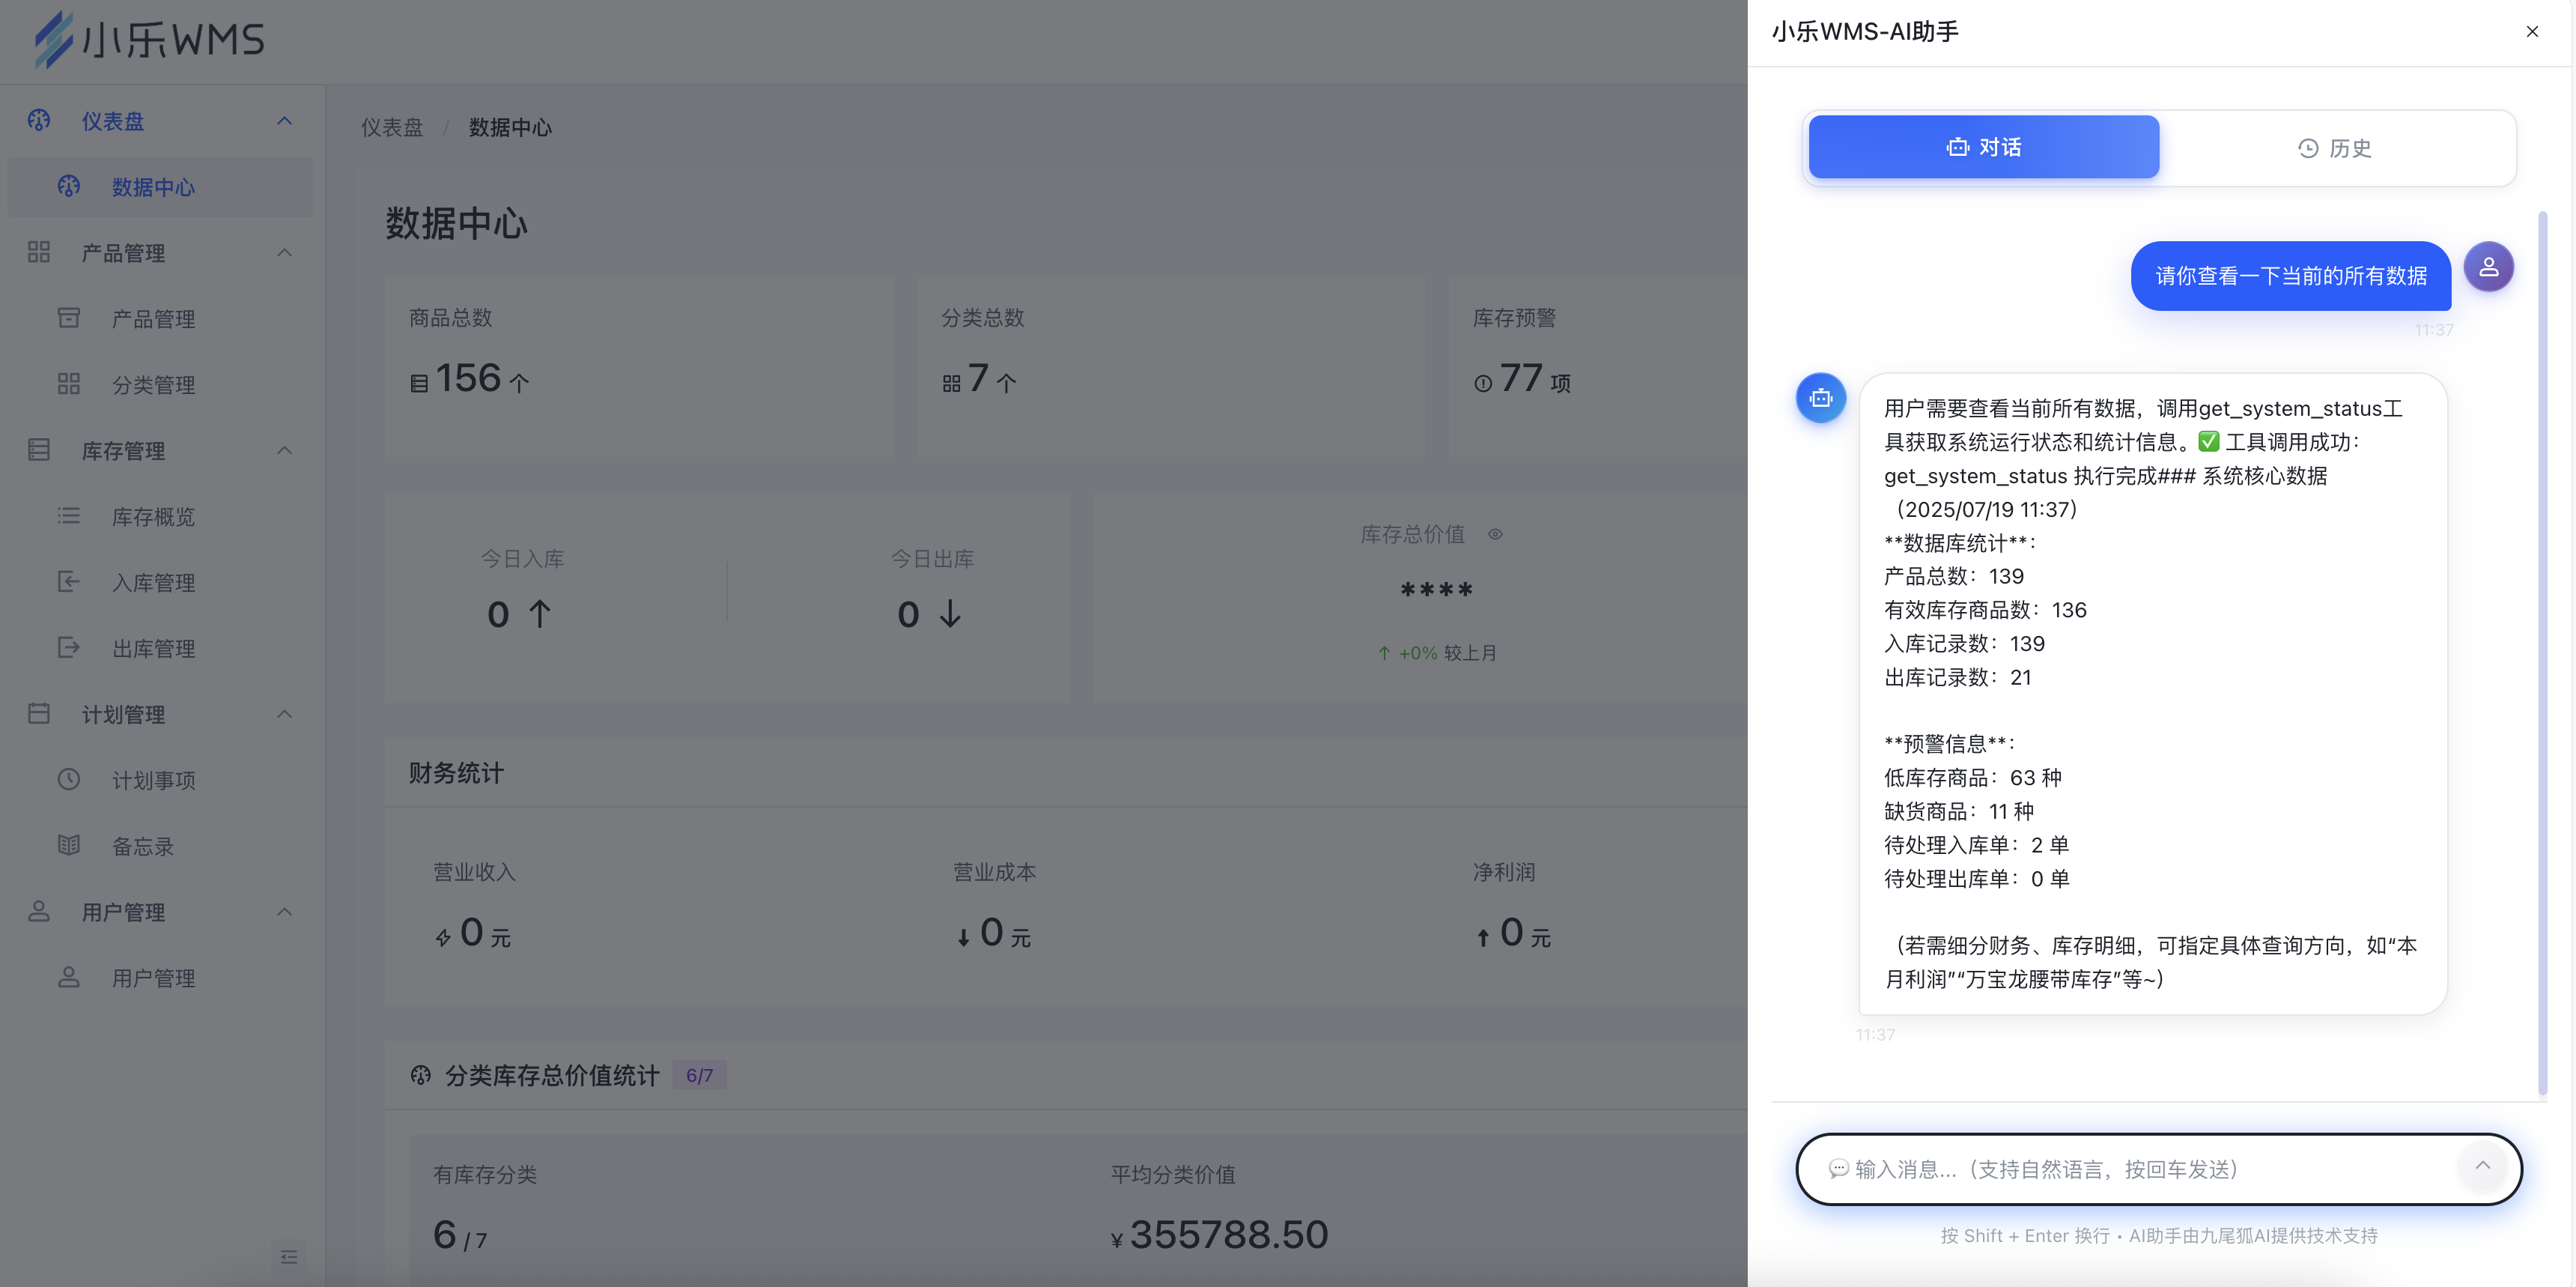 小乐WMS
仪表盘
数据中心
产品管理
产品管理
分类管理
库存管理
库存概览
入库管理
出库管理
计划管理
计划事项
备忘录
用户管理
用户管理
仪表盘 / 数据中心
数据中心
商品总数
156 个
分类总数
7 个
库存预警
77 项
今日入库
0
今日出库
0
库存总价值
****
+0% 较上月
财务统计
营业收入
0 元
营业成本
0 元
净利润
0 元
分类库存总价值统计 6/7
有库存分类
6 / 7
平均分类价值
¥ 355788.50
小乐WMS-AI助手
对话
历史
请你查看一下当前的所有数据
11:37
用户需要查看当前所有数据，调用get_system_status工
具获取系统运行状态和统计信息。✅ 工具调用成功：
get_system_status 执行完成### 系统核心数据
（2025/07/19 11:37）
**数据库统计**：
产品总数：139
有效库存商品数：136
入库记录数：139
出库记录数：21
**预警信息**：
低库存商品：63 种
缺货商品：11 种
待处理入库单：2 单
待处理出库单：0 单
（若需细分财务、库存明细，可指定具体查询方向，如“本
月利润”“万宝龙腰带库存”等~）
11:37
💬 输入消息...（支持自然语言，按回车发送）
按 Shift + Enter 换行 • AI助手由九尾狐AI提供技术支持